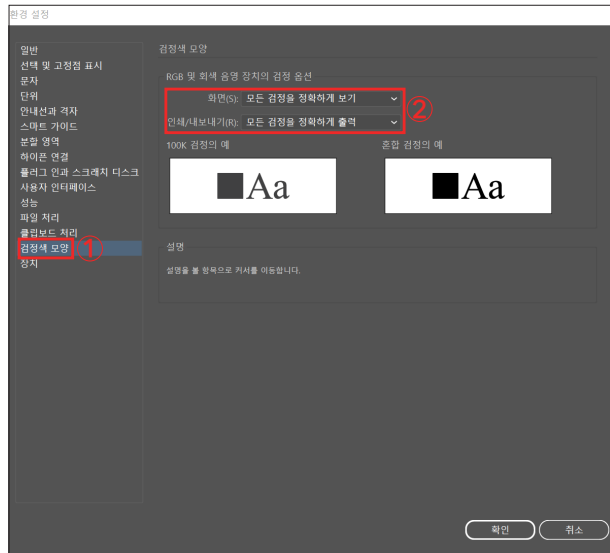 환경 설정
일반
선택 및 고정점 표시
문자
단위
안내선과 격자
스마트 가이드
분할 영역
하이픈 연결
플러그 인과 스크래치 디스크
사용자 인터페이스
성능
파일 처리
클립보드 처리
검정색 모양 ①
장치
검정색 모양
RGB 및 회색 음영 장치의 검정 옵션
화면(S): 모든 검정을 정확하게 보기 ②
인쇄/내보내기(R): 모든 검정을 정확하게 출력
100K 검정의 예
Aa
혼합 검정의 예
Aa
설명
설명을 볼 항목으로 커서를 이동합니다.
확인
취소